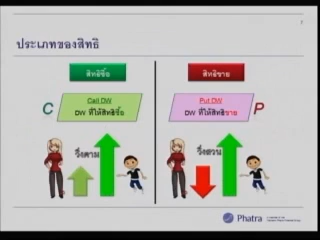 ประเภทของสิทธิ
สิทธิซื้อ
สิทธิขาย
C
Call DW
DW ที่ให้สิทธิซื้อ
Put DW
DW ที่ให้สิทธิขาย
P
วิ่งตาม
วิ่งสวน
Phatra